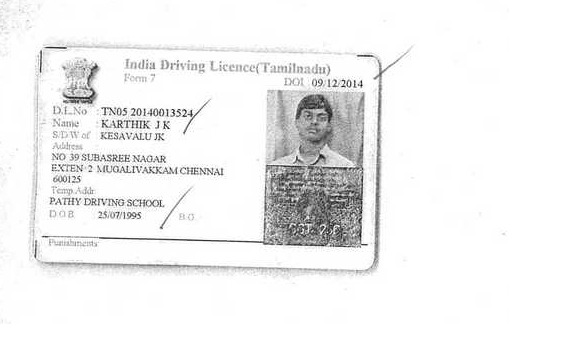 India Driving Licence(Tamilnadu)
Form 7
DOI 09/12/2014
D.L.No : TN05 20140013524
Name : KARTHIK J K
S/D/W of : KESAVALU JK
Address
NO 39 SUBASREE NAGAR
EXTEN 2 MUGALIVAKKAM CHENNAI
600125
Temp.Addr
PATHY DRIVING SCHOOL
D.O.B 25/07/1995 B.G.
Punishments